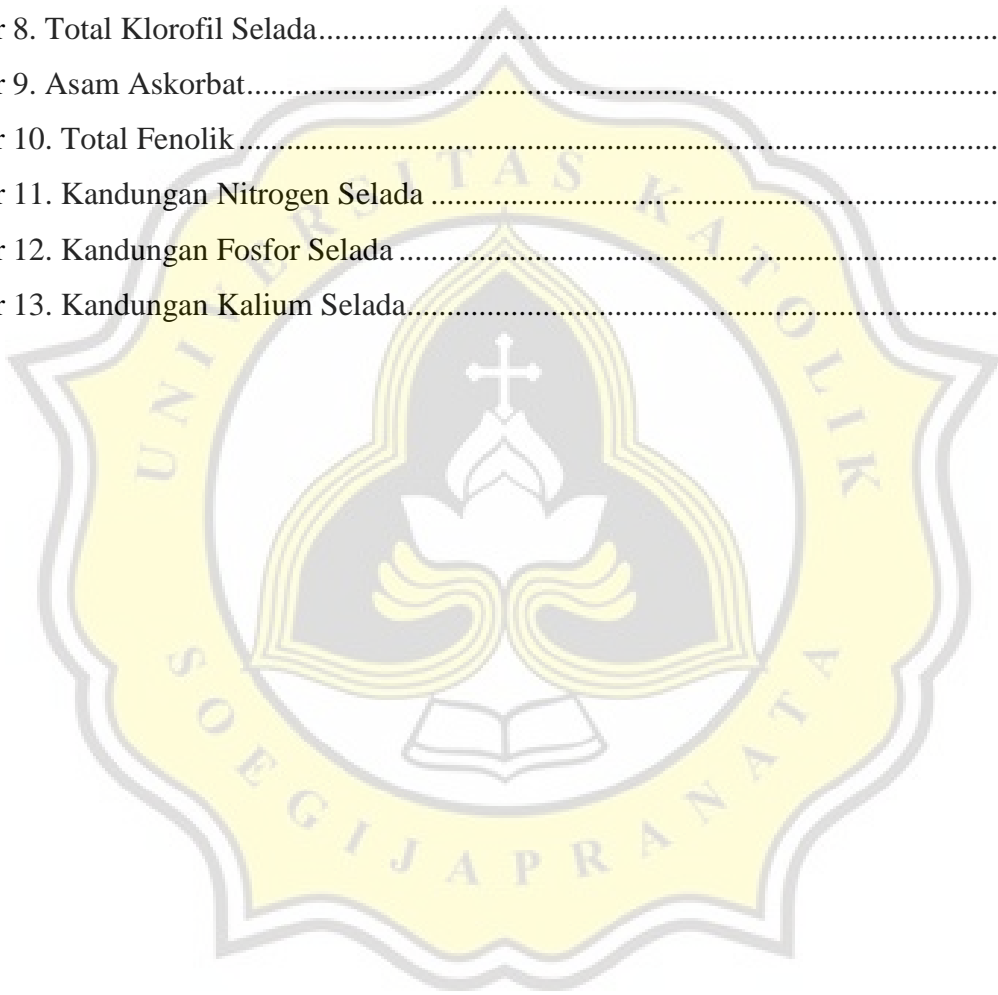 r 8. Total Klorofil Selada........................................................................................
r 9. Asam Askorbat.................................................................................................
r 10. Total Fenolik..................................................................................................
r 11. Kandungan Nitrogen Selada ..........................................................................
r 12. Kandungan Fosfor Selada ..............................................................................
r 13. Kandungan Kalium Selada.............................................................................
UNIVERSITAS KATOLIK
SOEGIJAPRANATA